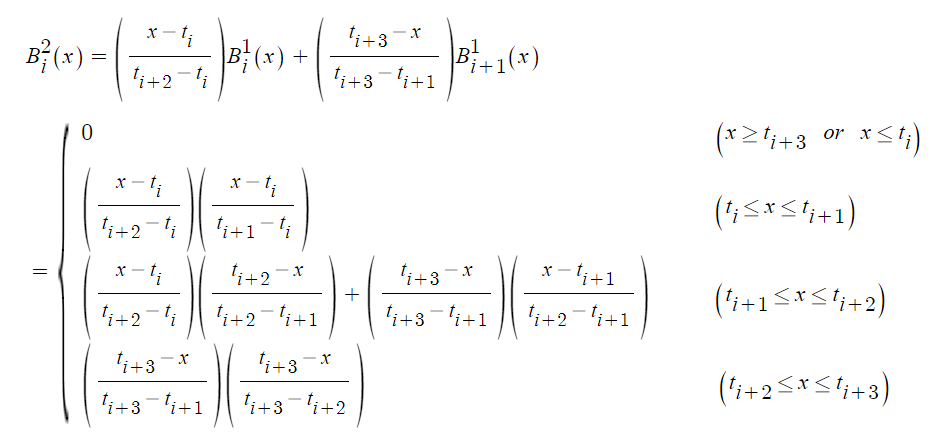 B_i^2(x) = ((x − t_i)/(t_{i+2} − t_i)) B_i^1(x) + ((t_{i+3} − x)/(t_{i+3} − t_{i+1})) B_{i+1}^1(x)
= { 0 (x ≥ t_{i+3} or x ≤ t_i)
((x − t_i)/(t_{i+2} − t_i)) ((x − t_i)/(t_{i+1} − t_i)) (t_i ≤ x ≤ t_{i+1})
((x − t_i)/(t_{i+2} − t_i)) ((t_{i+2} − x)/(t_{i+2} − t_{i+1})) + ((t_{i+3} − x)/(t_{i+3} − t_{i+1})) ((x − t_{i+1})/(t_{i+2} − t_{i+1})) (t_{i+1} ≤ x ≤ t_{i+2})
((t_{i+3} − x)/(t_{i+3} − t_{i+1})) ((t_{i+3} − x)/(t_{i+3} − t_{i+2})) (t_{i+2} ≤ x ≤ t_{i+3})